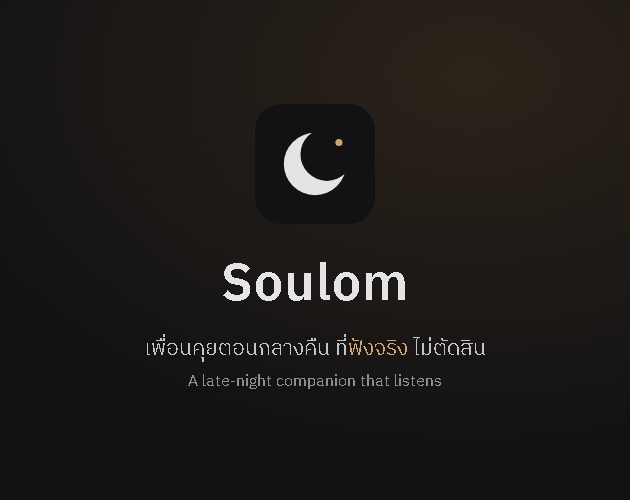 Soulom
เพื่อนคุยตอนกลางคืน ที่ฟังจริง ไม่ตัดสิน
A late-night companion that listens